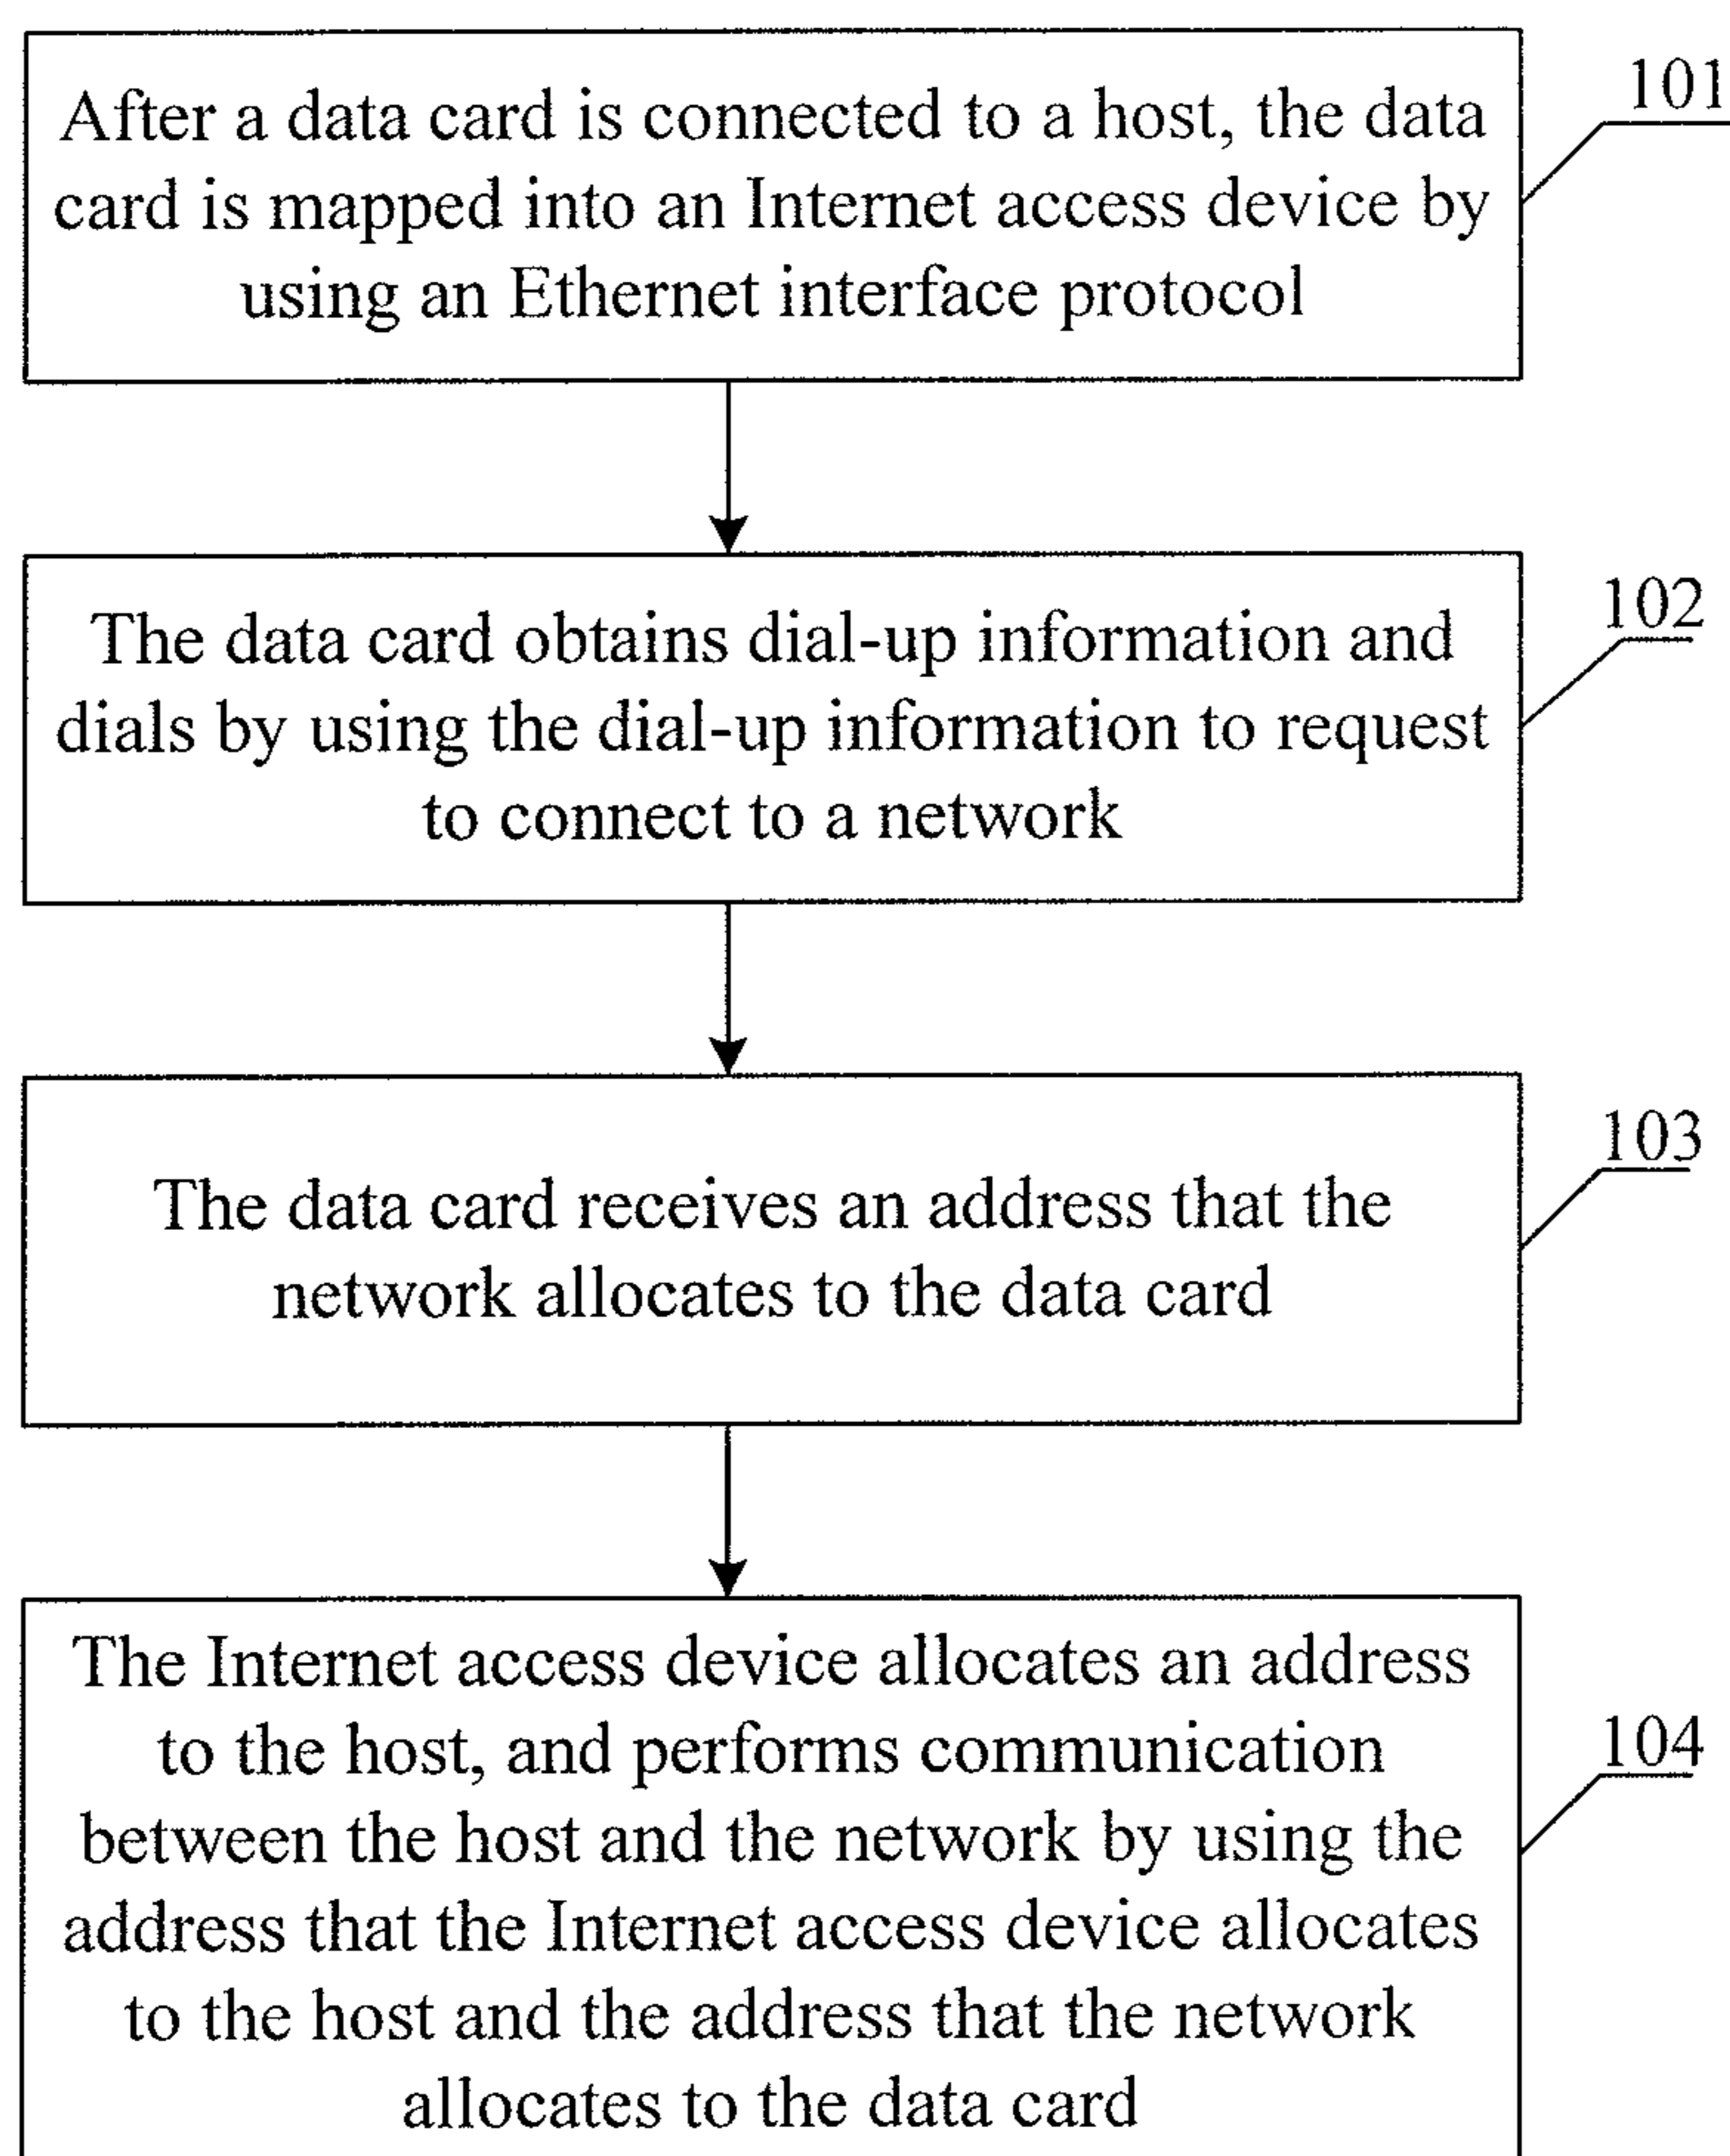 After a data card is connected to a host, the data
card is mapped into an Internet access device by
using an Ethernet interface protocol
101
The data card obtains dial-up information and
dials by using the dial-up information to request
to connect to a network
102
The data card receives an address that the
network allocates to the data card
103
The Internet access device allocates an address
to the host, and performs communication
between the host and the network by using the
address that the Internet access device allocates
to the host and the address that the network
allocates to the data card
104